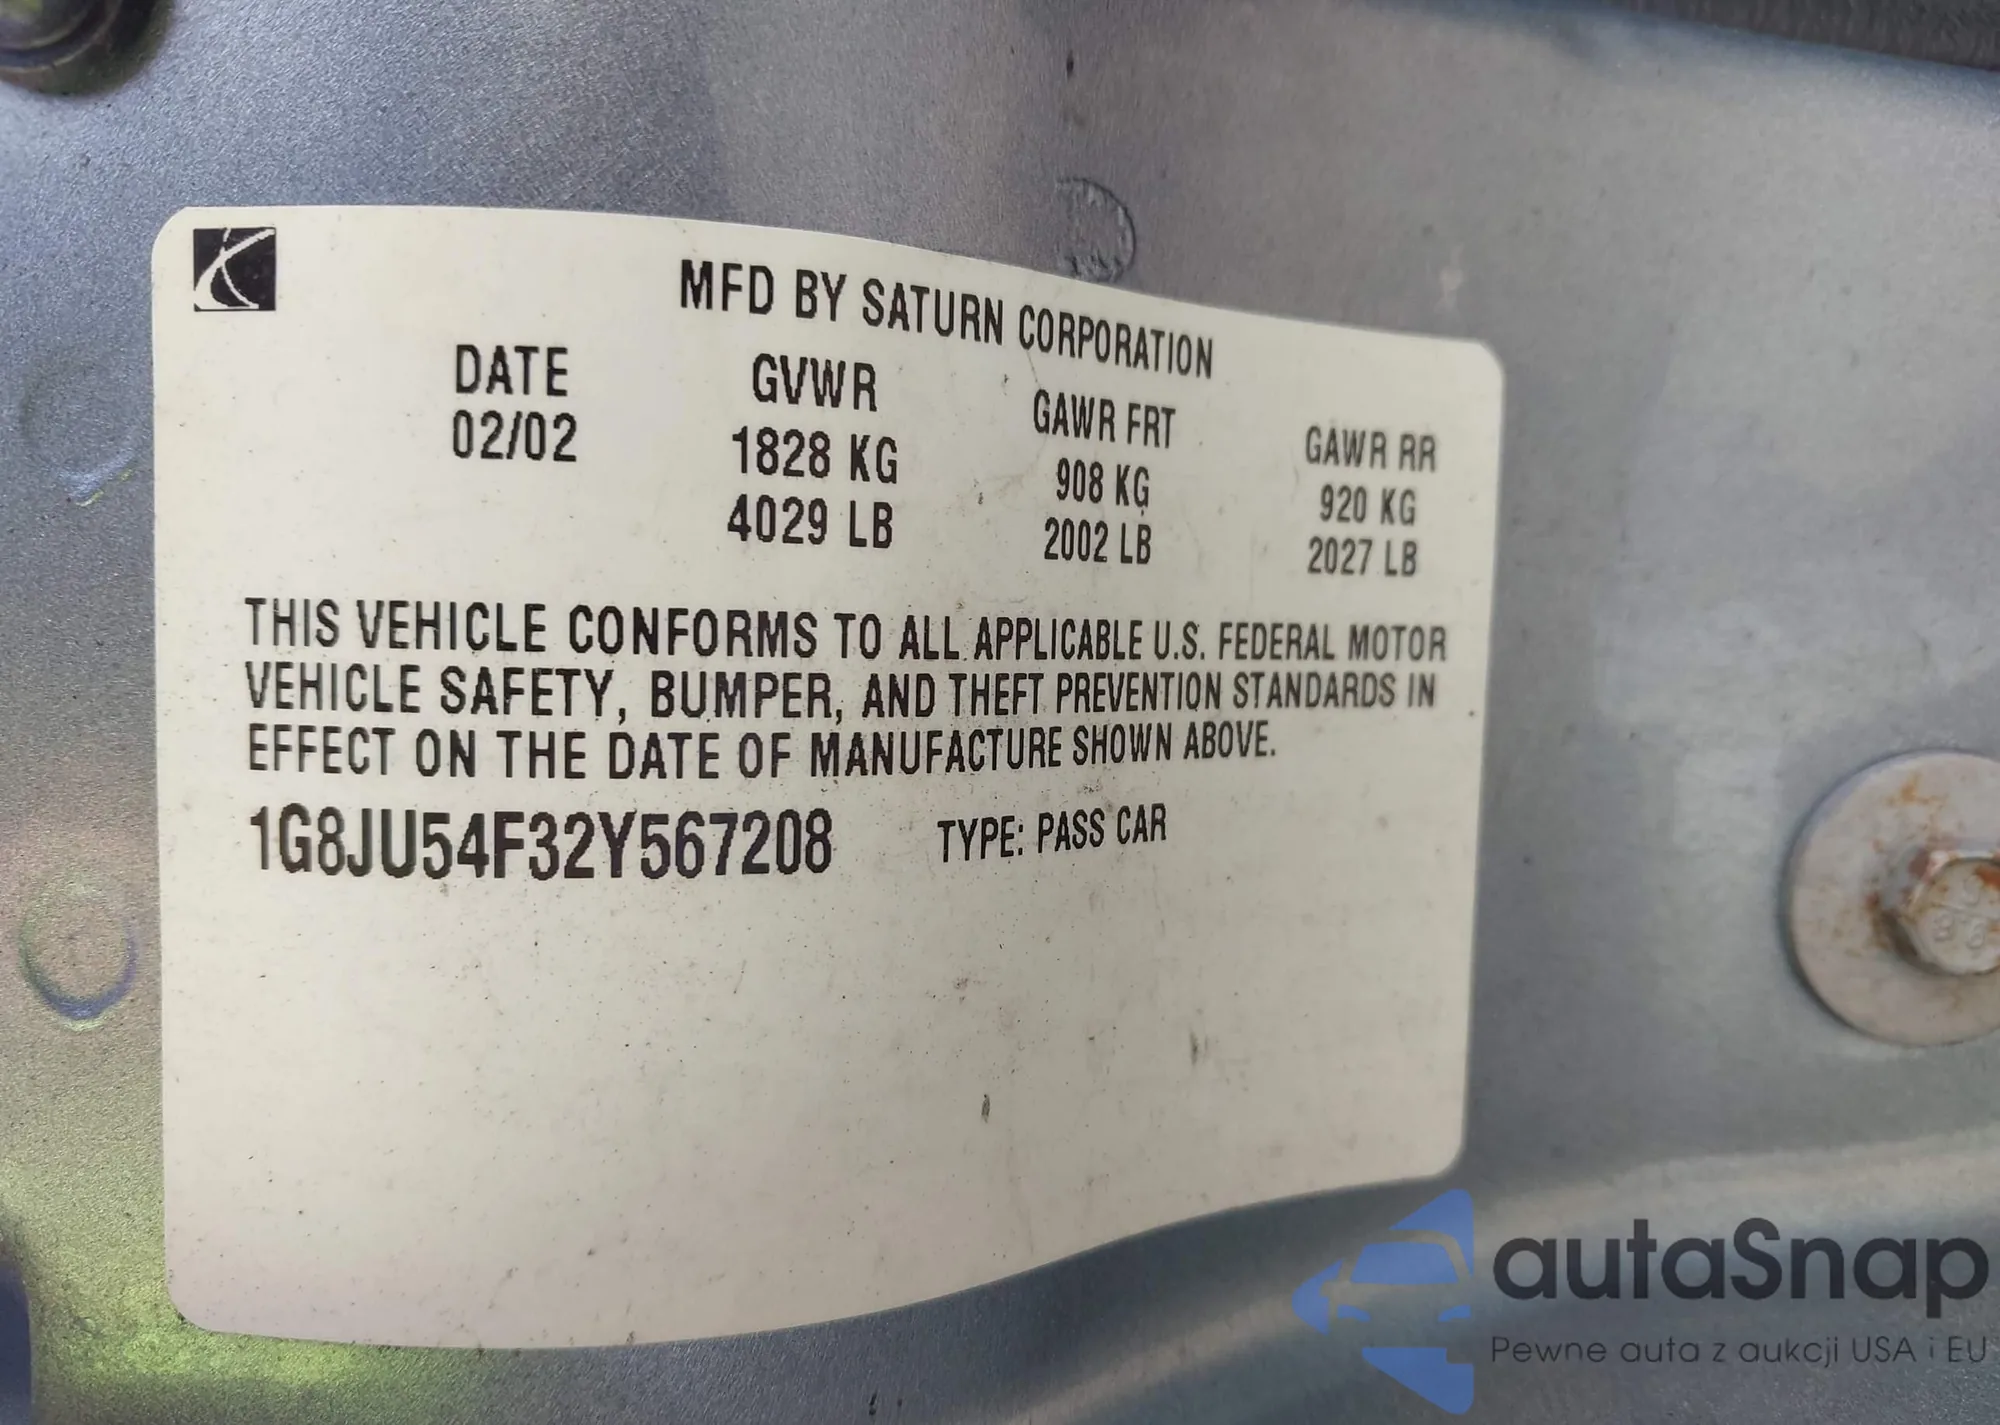 MFD BY SATURN CORPORATION
DATE GVWR GAWR FRT GAWR RR
02/02 1828 KG 908 KG 920 KG
4029 LB 2002 LB 2027 LB
THIS VEHICLE CONFORMS TO ALL APPLICABLE U.S. FEDERAL MOTOR
VEHICLE SAFETY, BUMPER, AND THEFT PREVENTION STANDARDS IN
EFFECT ON THE DATE OF MANUFACTURE SHOWN ABOVE.
1G8JU54F32Y567208 TYPE: PASS CAR
autaSnap
Pewne auta z aukcji USA i EU